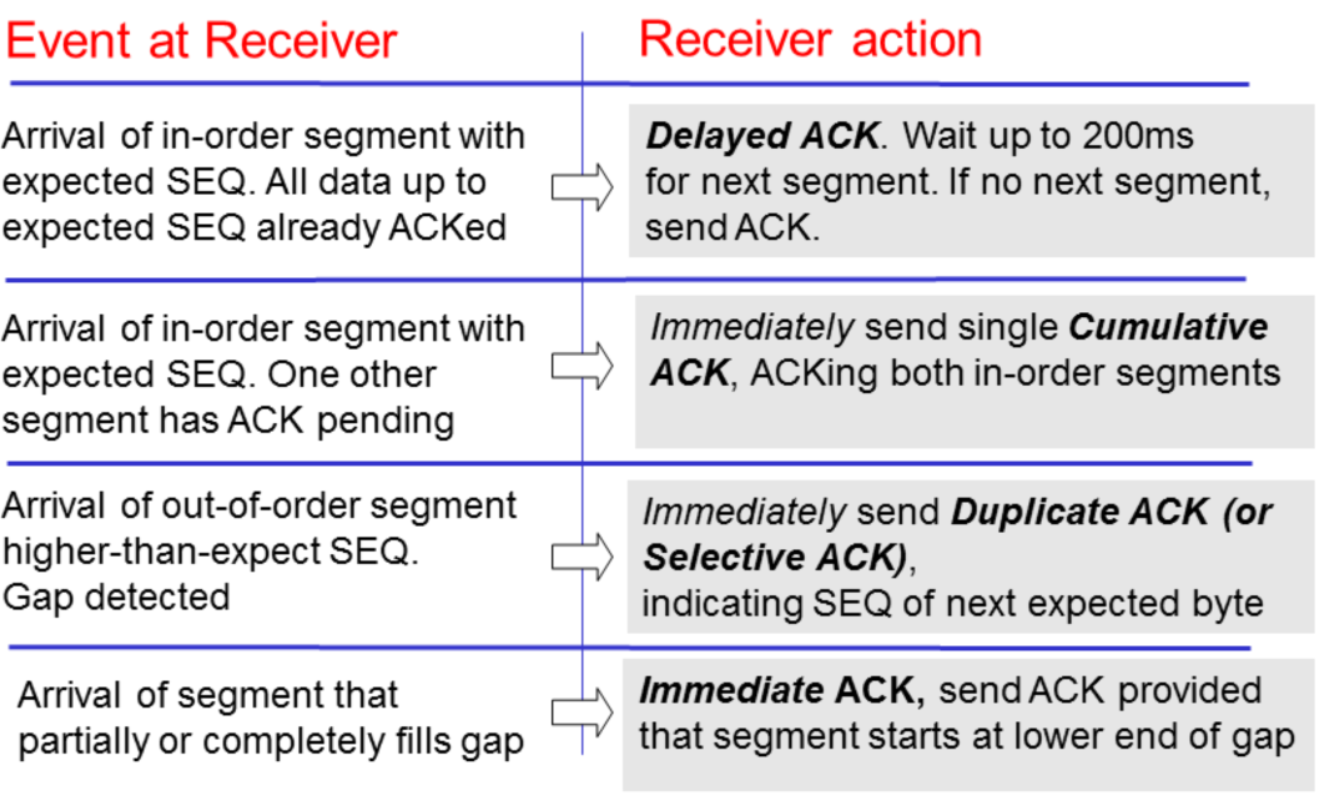 Event at Receiver
Receiver action
Arrival of in-order segment with
expected SEQ. All data up to
expected SEQ already ACKed
Delayed ACK. Wait up to 200ms
for next segment. If no next segment,
send ACK.
Arrival of in-order segment with
expected SEQ. One other
segment has ACK pending
Immediately send single Cumulative
ACK, ACKing both in-order segments
Arrival of out-of-order segment
higher-than-expect SEQ.
Gap detected
Immediately send Duplicate ACK (or
Selective ACK),
indicating SEQ of next expected byte
Arrival of segment that
partially or completely fills gap
Immediate ACK, send ACK provided
that segment starts at lower end of gap